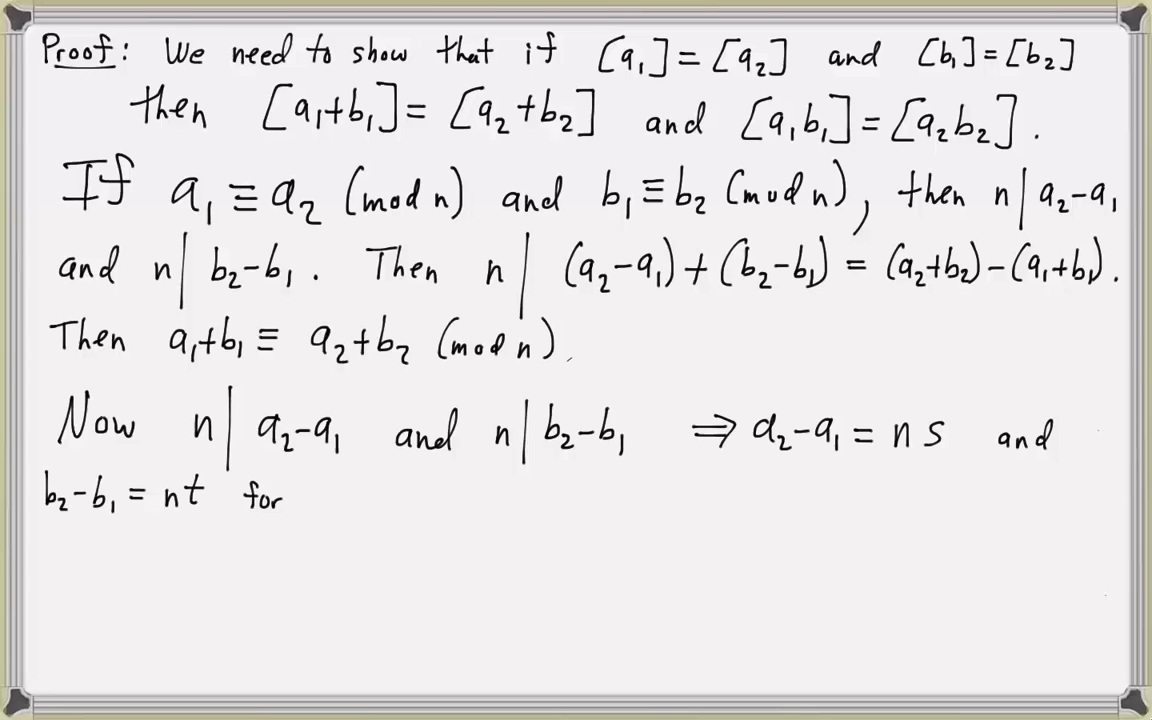 Proof: We need to show that if [a₁]=[a₂] and [b₁]=[b₂]
then [a₁+b₁]=[a₂+b₂] and [a₁b₁]=[a₂b₂].
If a₁≡a₂ (mod n) and b₁≡b₂ (mod n), then n|a₂-a₁
and n|b₂-b₁. Then n|(a₂-a₁)+(b₂-b₁)=(a₂+b₂)-(a₁+b₁).
Then a₁+b₁≡a₂+b₂ (mod n).
Now n|a₂-a₁ and n|b₂-b₁ ⇒ a₂-a₁=ns and
b₂-b₁=nt for